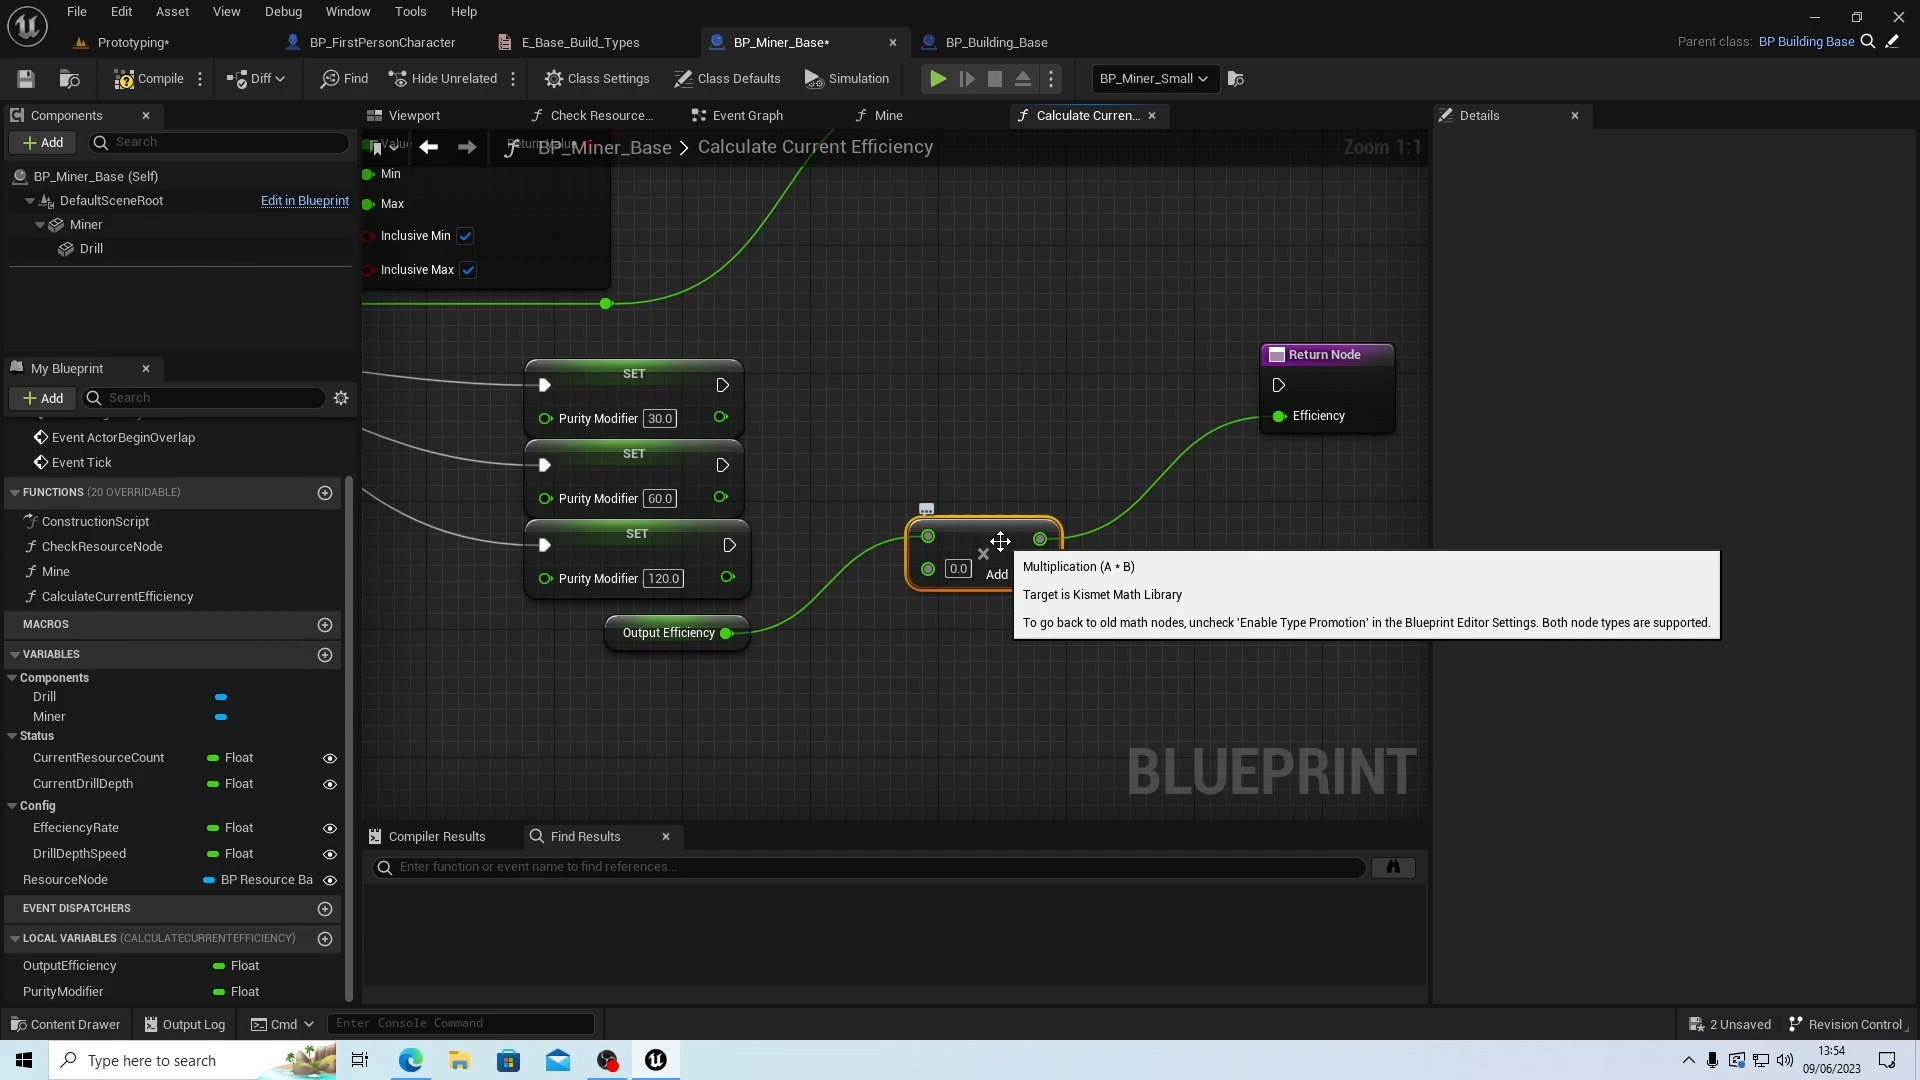 File Edit Asset View Debug Window Tools Help
Prototyping* BP_FirstPersonCharacter E_Base_Build_Types BP_Miner_Base* BP_Building_Base Parent class: BP Building Base
Compile Diff Find Hide Unrelated Class Settings Class Defaults Simulation BP_Miner_Small
Components
Add Search
BP_Miner_Base (Self)
DefaultSceneRoot Edit in Blueprint
Miner
Drill
My Blueprint
Add Search
Event ActorBeginOverlap
Event Tick
FUNCTIONS (20 OVERRIDABLE)
ConstructionScript
CheckResourceNode
Mine
CalculateCurrentEfficiency
MACROS
VARIABLES
Components
Drill
Miner
Status
CurrentResourceCount Float
CurrentDrillDepth Float
Config
EffeciencyRate Float
DrillDepthSpeed Float
ResourceNode BP Resource Ba
EVENT DISPATCHERS
LOCAL VARIABLES (CALCULATECURRENTEFFICIENCY)
OutputEfficiency Float
PurityModifier Float
Viewport Check Resource... Event Graph Mine Calculate Curren...
BP_Miner_Base > Calculate Current Efficiency Zoom 1:1
Value Return Value
Min
Max
Inclusive Min
Inclusive Max
SET
Purity Modifier 30.0
SET
Purity Modifier 60.0
SET
Purity Modifier 120.0
Output Efficiency
0.0
Add
Return Node
Efficiency
Multiplication (A * B)
Target is Kismet Math Library
To go back to old math nodes, uncheck 'Enable Type Promotion' in the Blueprint Editor Settings. Both node types are supported.
BLUEPRINT
Details
Compiler Results Find Results
Enter function or event name to find references...
Content Drawer Output Log Cmd Enter Console Command 2 Unsaved Revision Control
Type here to search
13:54
09/06/2023